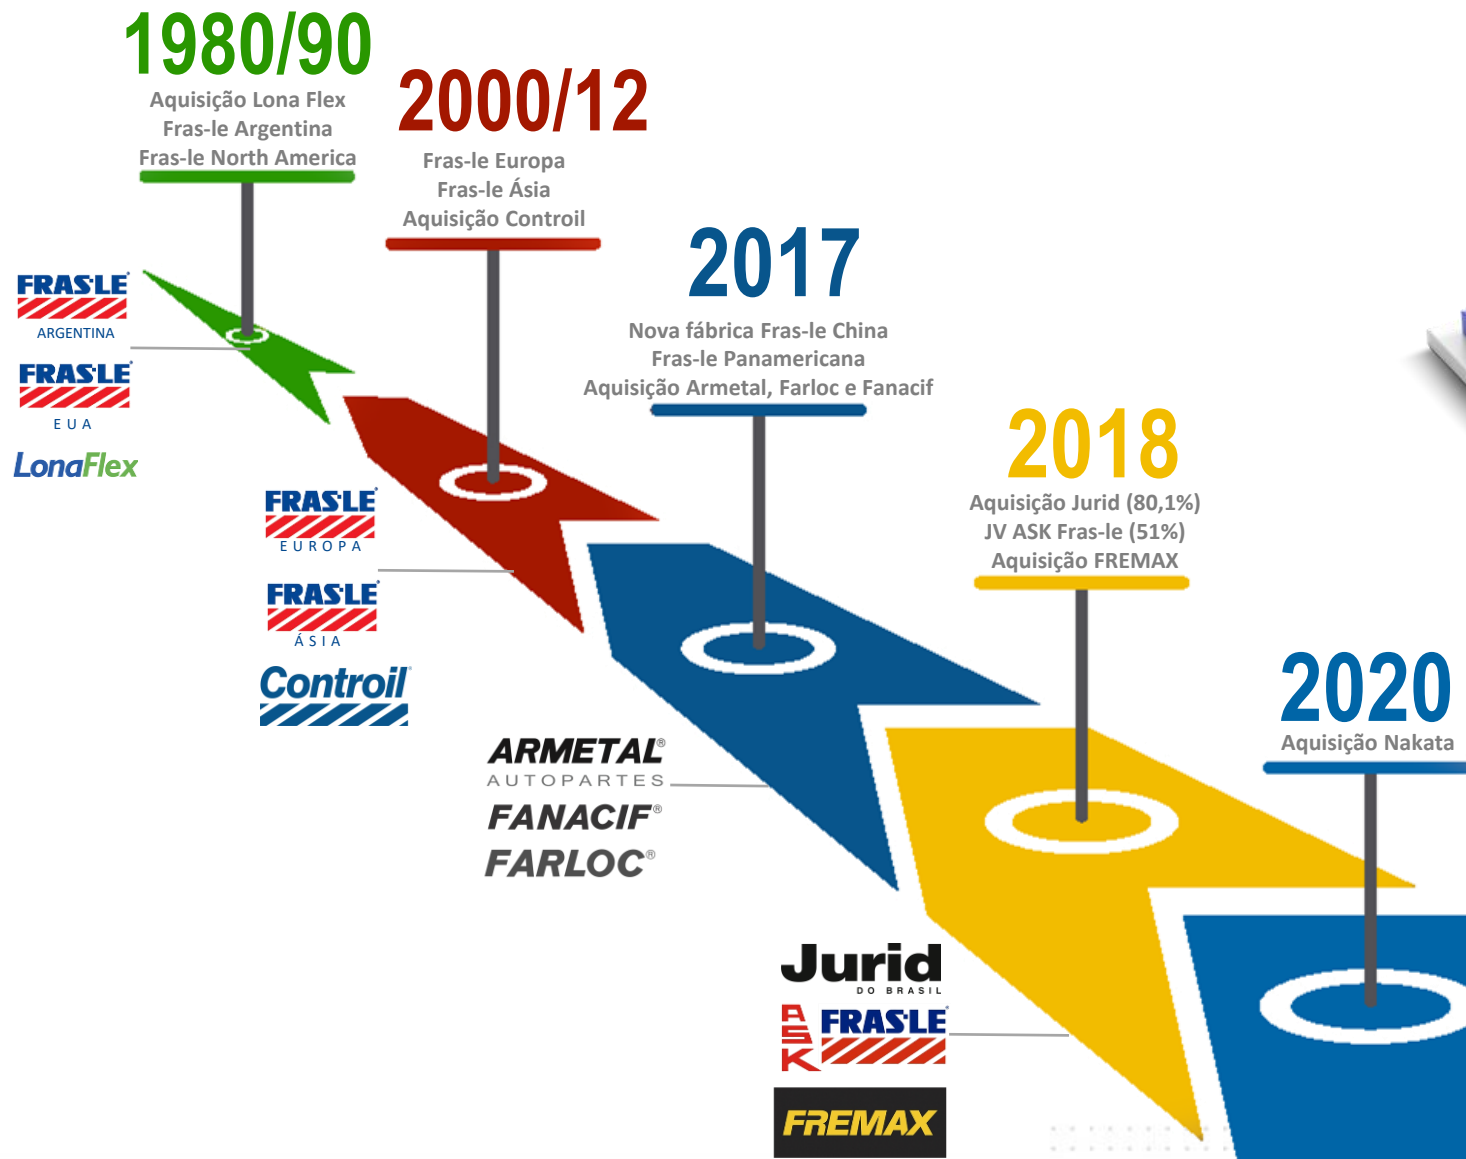 1980/90
Aquisição Lona Flex
Fras-le Argentina
Fras-le North America
2000/12
Fras-le Europa
Fras-le Ásia
Aquisição Controil
2017
Nova fábrica Fras-le China
Fras-le Panamericana
Aquisição Armetal, Farloc e Fanacif
2018
Aquisição Jurid (80,1%)
JV ASK Fras-le (51%)
Aquisição FREMAX
2020
Aquisição Nakata
FRAS-LE
ARGENTINA
FRAS-LE
EUA
LonaFlex
FRAS-LE
EUROPA
FRAS-LE
ÁSIA
Controil
ARMETAL®
AUTOPARTES
FANACIF®
FARLOC®
Jurid
DO BRASIL
ASK FRAS-LE
FREMAX